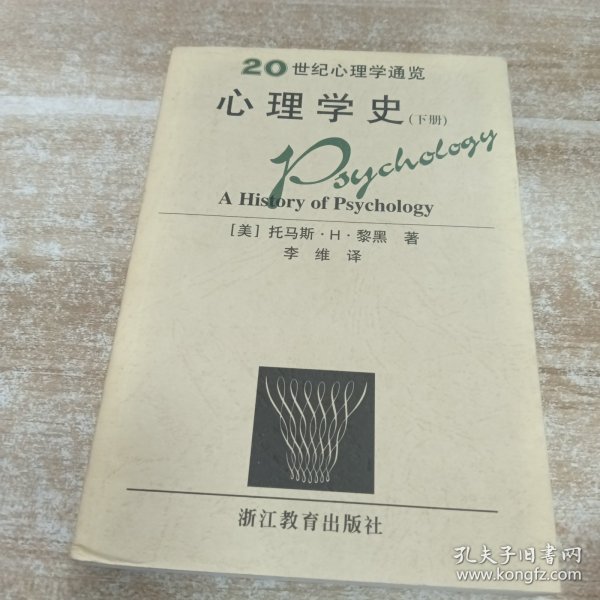 20世纪心理学通览
心理学史(下册)
Psychology
A History of Psychology
[美] 托马斯·H·黎黑 著
李维 译
浙江教育出版社
孔夫子旧书网
www.kongfz.com